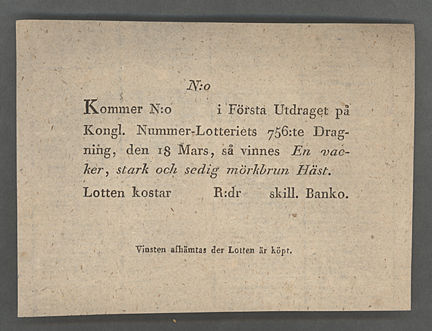 N:o
Kommer N:o i Första Utdraget på
Kongl. Nummer-Lotteriets 756:te Drag-
ning, den 18 Mars, så vinnes En vac-
ker, stark och sedig mörkbrun Häst.
Lotten kostar R:dr skill. Banko.
Vinsten afhämtas der Lotten är köpt.